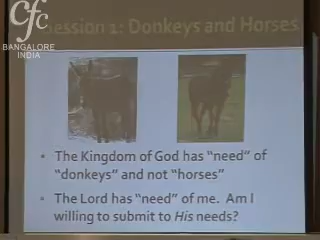 cfc
BANGALORE
INDIA
Session 1: Donkeys and Horses
• The Kingdom of God has “need” of
“donkeys” and not “horses”
• The Lord has “need” of me. Am I
willing to submit to His needs?